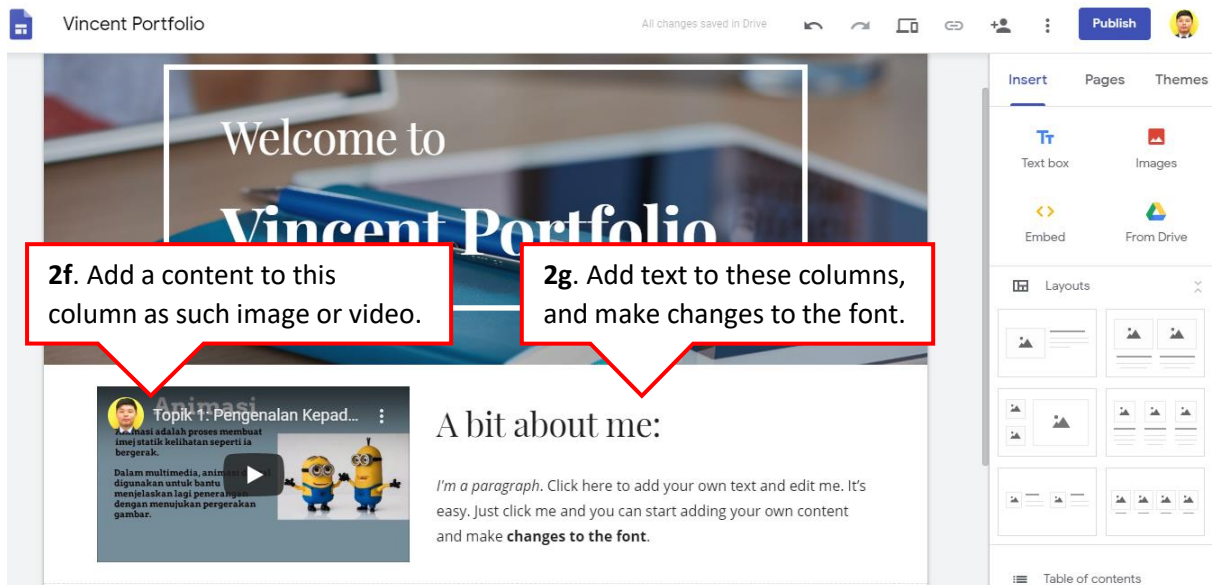 Vincent Portfolio
All changes saved in Drive
Publish
Insert
Pages
Themes
Welcome to
Vincent Portfolio
Text box
Images
Embed
From Drive
2f. Add a content to this
column as such image or video.
2g. Add text to these columns,
and make changes to the font.
Layouts
Topik 1: Pengenalan Kepad...
Animasi
Animasi adalah proses membuat
imej statik kelihatan seperti ia
bergerak.
Dalam multimedia, animasi
digunakan untuk bantu
menjelaskan lagi penerangan
dengan menujukan pergerakan
gambar.
A bit about me:
I'm a paragraph. Click here to add your own text and edit me. It's
easy. Just click me and you can start adding your own content
and make changes to the font.
Table of contents